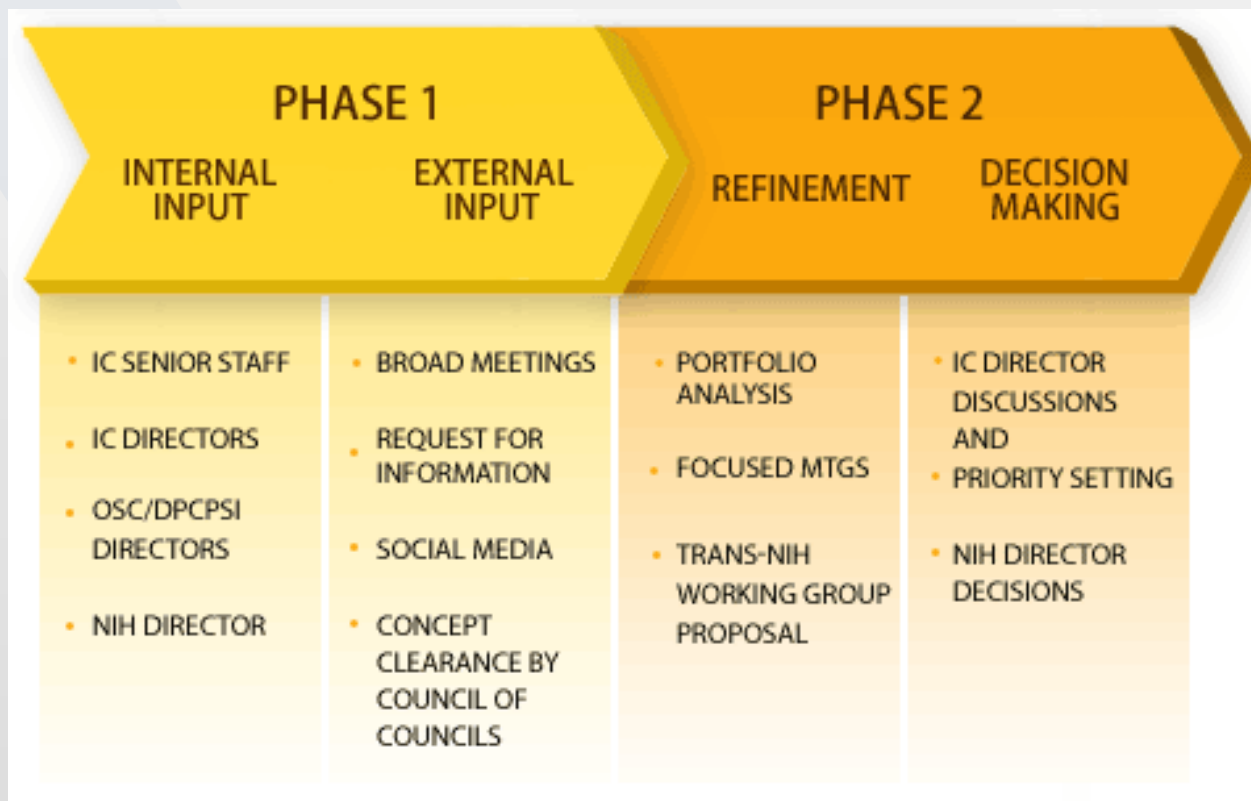 PHASE 1
INTERNAL
INPUT
EXTERNAL
INPUT
PHASE 2
REFINEMENT
DECISION
MAKING
• IC SENIOR STAFF
• IC DIRECTORS
• OSC/DPCPSI
DIRECTORS
• NIH DIRECTOR
• BROAD MEETINGS
• REQUEST FOR
INFORMATION
• SOCIAL MEDIA
• CONCEPT
CLEARANCE BY
COUNCIL OF
COUNCILS
• PORTFOLIO
ANALYSIS
• FOCUSED MTGS
• TRANS-NIH
WORKING GROUP
PROPOSAL
• IC DIRECTOR
DISCUSSIONS
AND
• PRIORITY SETTING
• NIH DIRECTOR
DECISIONS